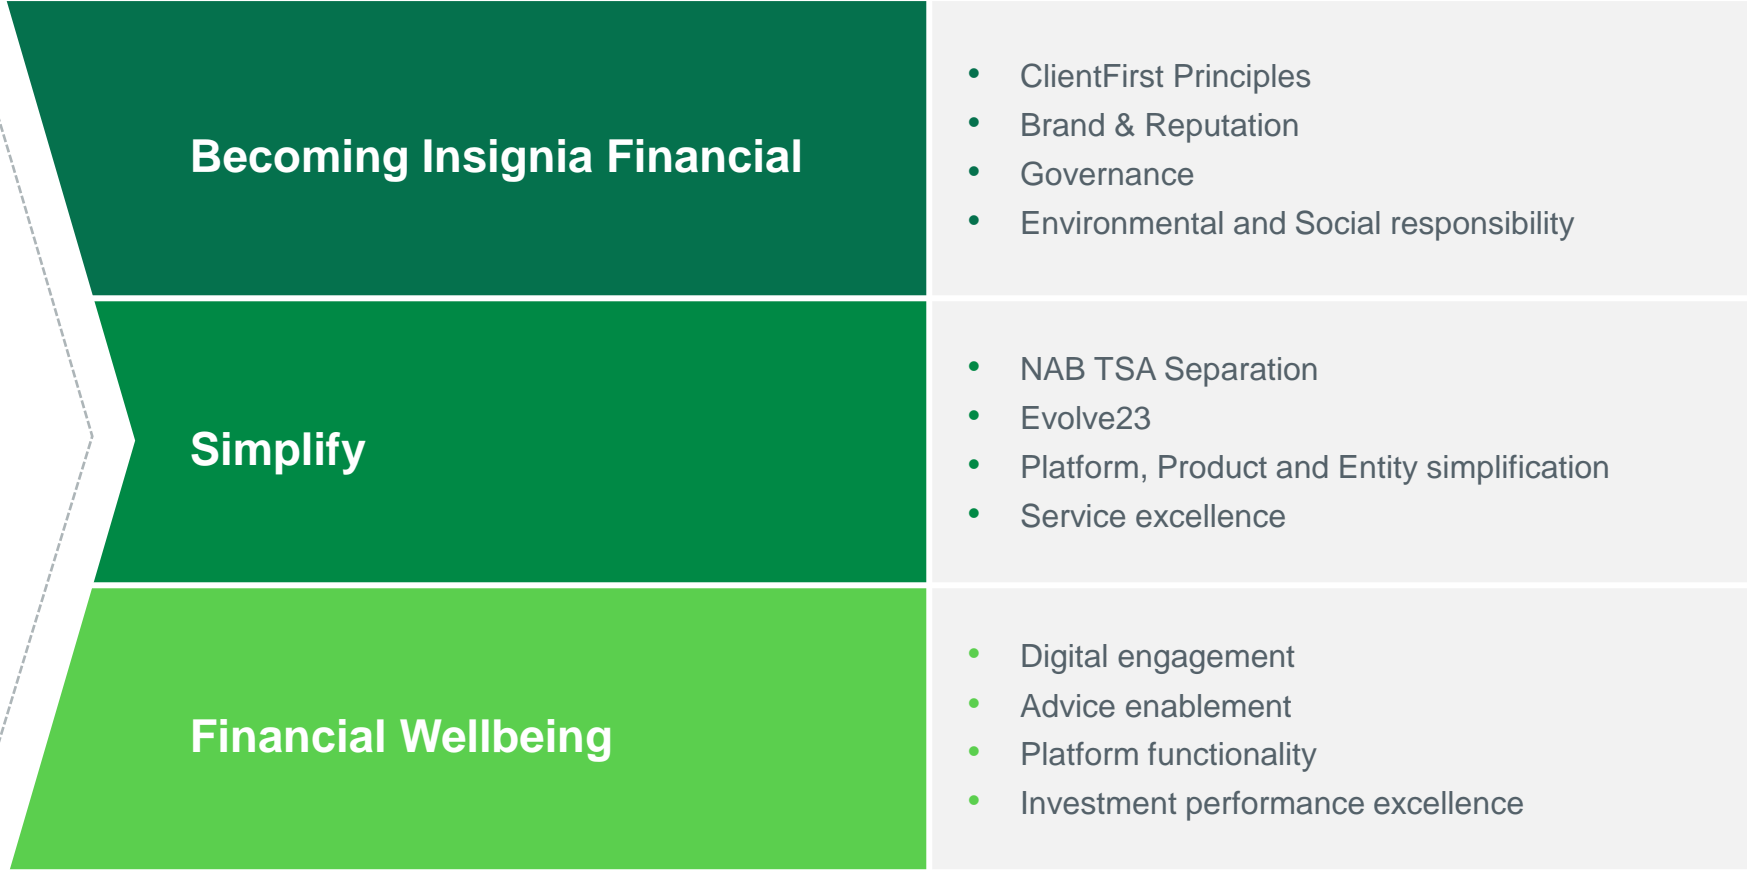 Becoming Insignia Financial
• ClientFirst Principles
• Brand & Reputation
• Governance
• Environmental and Social responsibility
Simplify
• NAB TSA Separation
• Evolve23
• Platform, Product and Entity simplification
• Service excellence
Financial Wellbeing
• Digital engagement
• Advice enablement
• Platform functionality
• Investment performance excellence